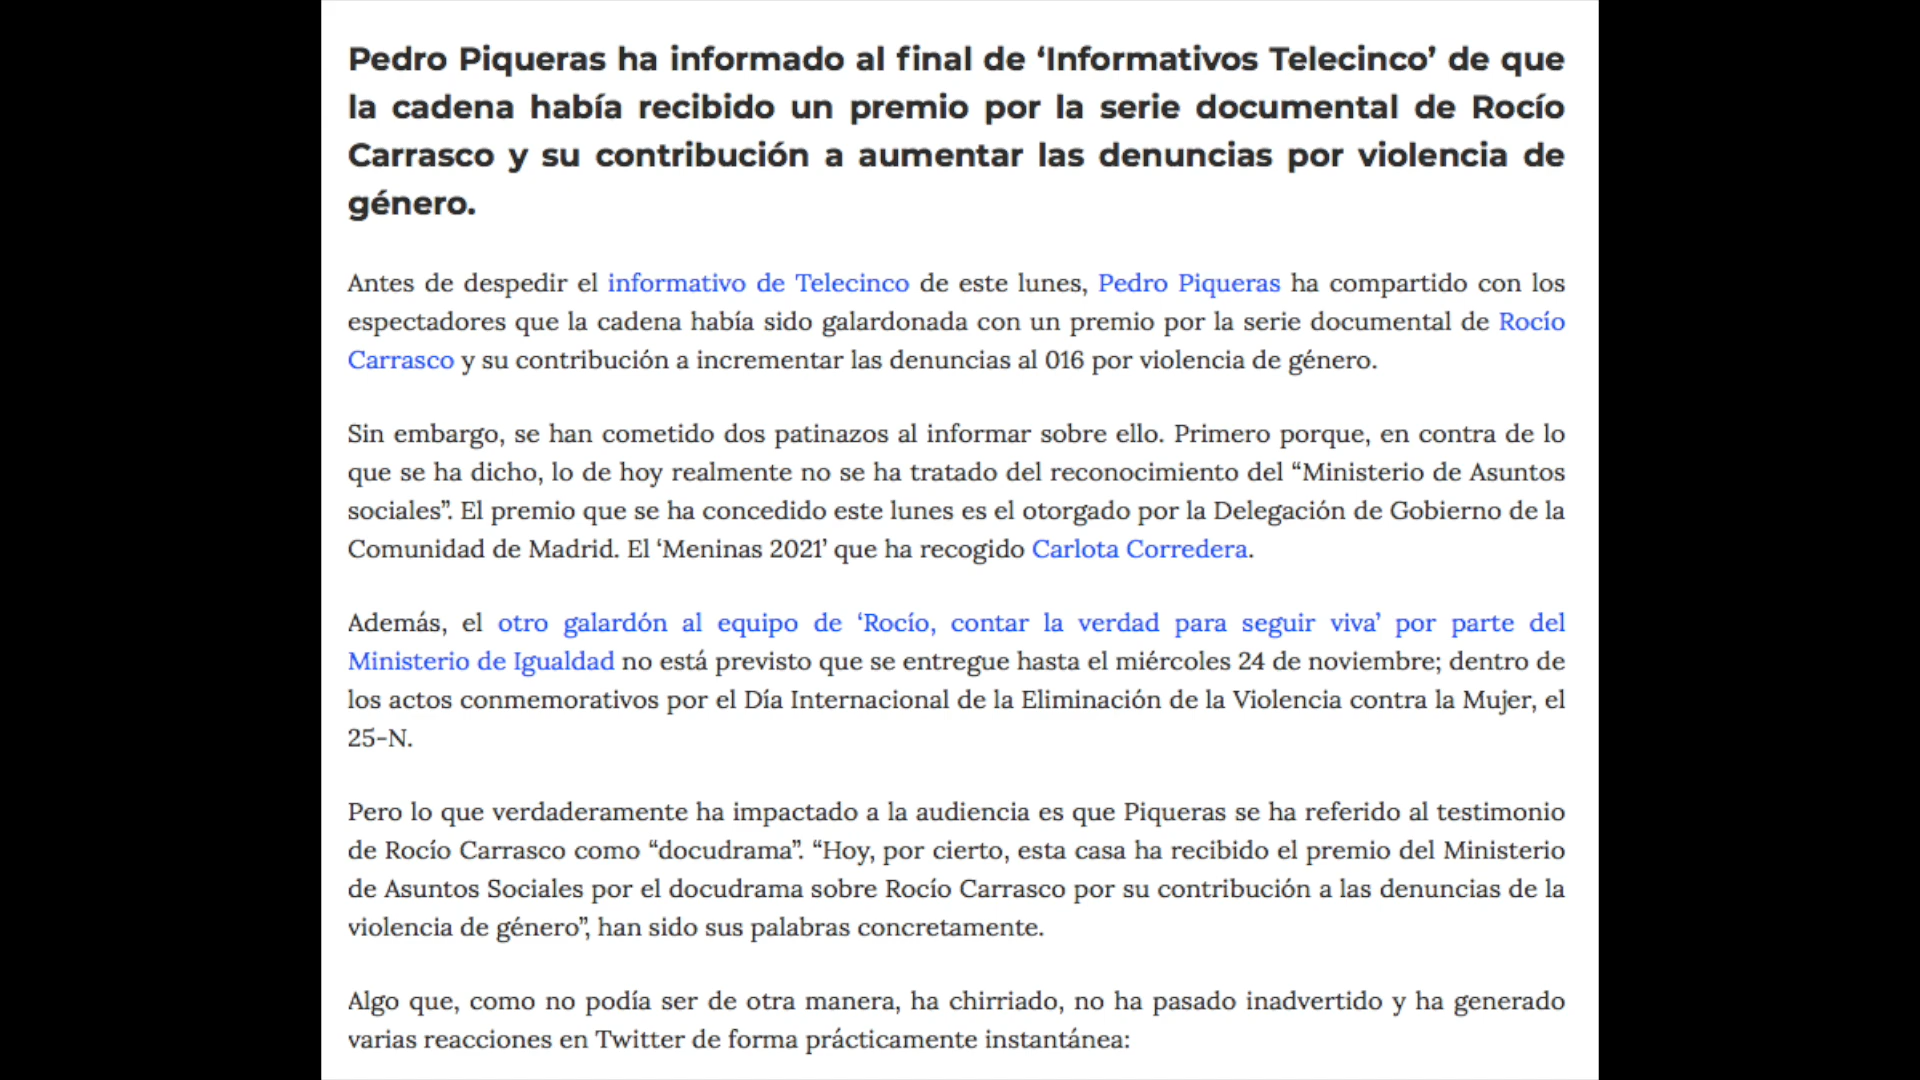 Pedro Piqueras ha informado al final de ‘Informativos Telecinco’ de que
la cadena había recibido un premio por la serie documental de Rocío
Carrasco y su contribución a aumentar las denuncias por violencia de
género.
Antes de despedir el informativo de Telecinco de este lunes, Pedro Piqueras ha compartido con los
espectadores que la cadena había sido galardonada con un premio por la serie documental de Rocío
Carrasco y su contribución a incrementar las denuncias al 016 por violencia de género.
Sin embargo, se han cometido dos patinazos al informar sobre ello. Primero porque, en contra de lo
que se ha dicho, lo de hoy realmente no se ha tratado del reconocimiento del “Ministerio de Asuntos
sociales”. El premio que se ha concedido este lunes es el otorgado por la Delegación de Gobierno de la
Comunidad de Madrid. El ‘Meninas 2021’ que ha recogido Carlota Corredera.
Además, el otro galardón al equipo de ‘Rocío, contar la verdad para seguir viva’ por parte del
Ministerio de Igualdad no está previsto que se entregue hasta el miércoles 24 de noviembre; dentro de
los actos conmemorativos por el Día Internacional de la Eliminación de la Violencia contra la Mujer, el
25-N.
Pero lo que verdaderamente ha impactado a la audiencia es que Piqueras se ha referido al testimonio
de Rocío Carrasco como “docudrama”. “Hoy, por cierto, esta casa ha recibido el premio del Ministerio
de Asuntos Sociales por el docudrama sobre Rocío Carrasco por su contribución a las denuncias de la
violencia de género”, han sido sus palabras concretamente.
Algo que, como no podía ser de otra manera, ha chirriado, no ha pasado inadvertido y ha generado
varias reacciones en Twitter de forma prácticamente instantánea: